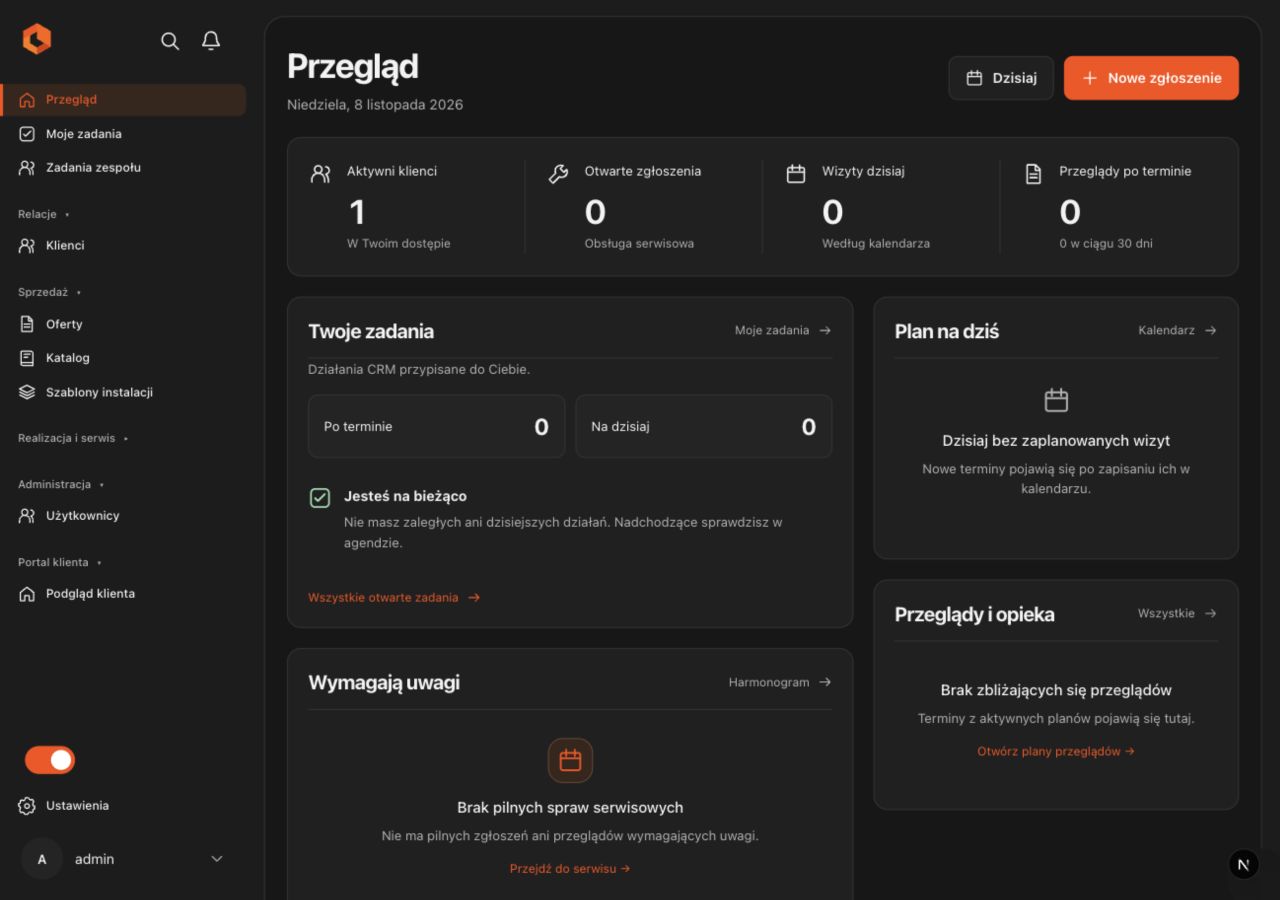 Przegląd
Moje zadania
Zadania zespołu
Relacje
Klienci
Sprzedaż
Oferty
Katalog
Szablony instalacji
Realizacja i serwis
Administracja
Użytkownicy
Portal klienta
Podgląd klienta
Ustawienia
A admin
Przegląd
Niedziela, 8 listopada 2026
Dzisiaj
Nowe zgłoszenie
Aktywni klienci
1
W Twoim dostępie
Otwarte zgłoszenia
0
Obsługa serwisowa
Wizyty dzisiaj
0
Według kalendarza
Przeglądy po terminie
0
0 w ciągu 30 dni
Twoje zadania
Moje zadania →
Działania CRM przypisane do Ciebie.
Po terminie 0
Na dzisiaj 0
Jesteś na bieżąco
Nie masz zaległych ani dzisiejszych działań. Nadchodzące sprawdzisz w
agendzie.
Wszystkie otwarte zadania →
Wymagają uwagi
Harmonogram →
Brak pilnych spraw serwisowych
Nie ma pilnych zgłoszeń ani przeglądów wymagających uwagi.
Przejdź do serwisu →
Plan na dziś
Kalendarz →
Dzisiaj bez zaplanowanych wizyt
Nowe terminy pojawią się po zapisaniu ich w
kalendarzu.
Przeglądy i opieka
Wszystkie →
Brak zbliżających się przeglądów
Terminy z aktywnych planów pojawią się tutaj.
Otwórz plany przeglądów →
N